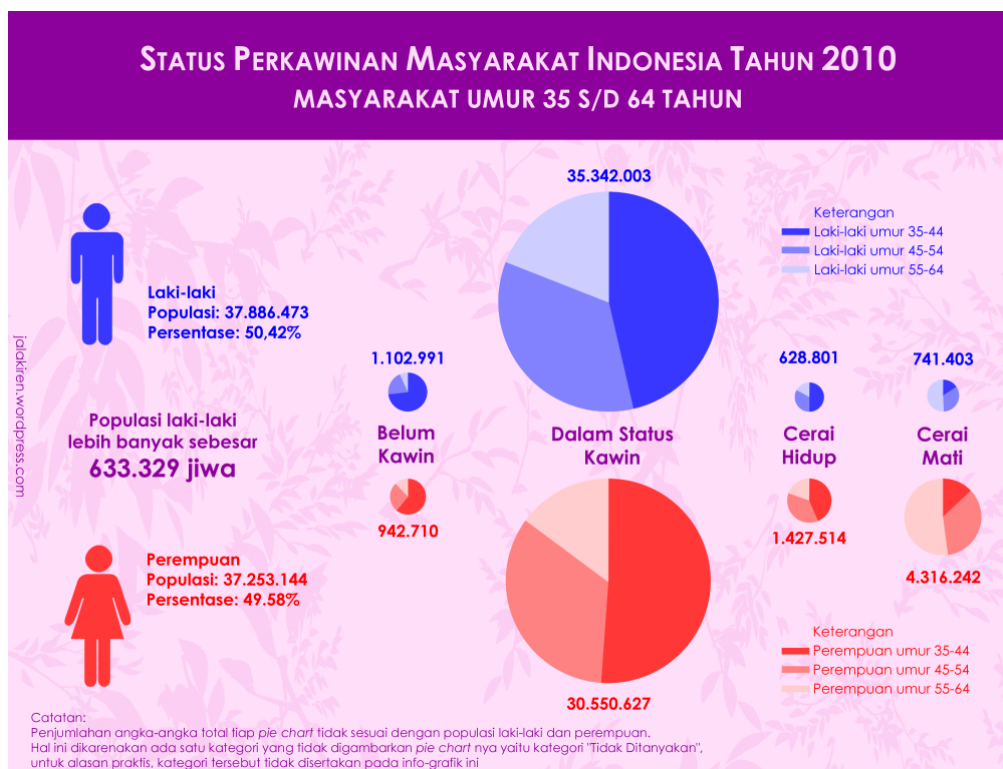 STATUS PERKAWINAN MASYARAKAT INDONESIA TAHUN 2010
MASYARAKAT UMUR 35 S/D 64 TAHUN
35.342.003
Keterangan
Laki-laki umur 35-44
Laki-laki umur 45-54
Laki-laki umur 55-64
Laki-laki
Populasi: 37.886.473
Persentase: 50,42%
jalakiren.wordpress.com
1.102.991
628.801
741.403
Populasi laki-laki
lebih banyak sebesar
633.329 jiwa
Belum
Kawin
Dalam Status
Kawin
Cerai
Hidup
Cerai
Mati
942.710
1.427.514
4.316.242
Perempuan
Populasi: 37.253.144
Persentase: 49.58%
30.550.627
Keterangan
Perempuan umur 35-44
Perempuan umur 45-54
Perempuan umur 55-64
Catatan:
Penjumlahan angka-angka total tiap pie chart tidak sesuai dengan populasi laki-laki dan perempuan.
Hal ini dikarenakan ada satu kategori yang tidak digambarkan pie chart nya yaitu kategori "Tidak Ditanyakan",
untuk alasan praktis, kategori tersebut tidak disertakan pada info-grafik ini